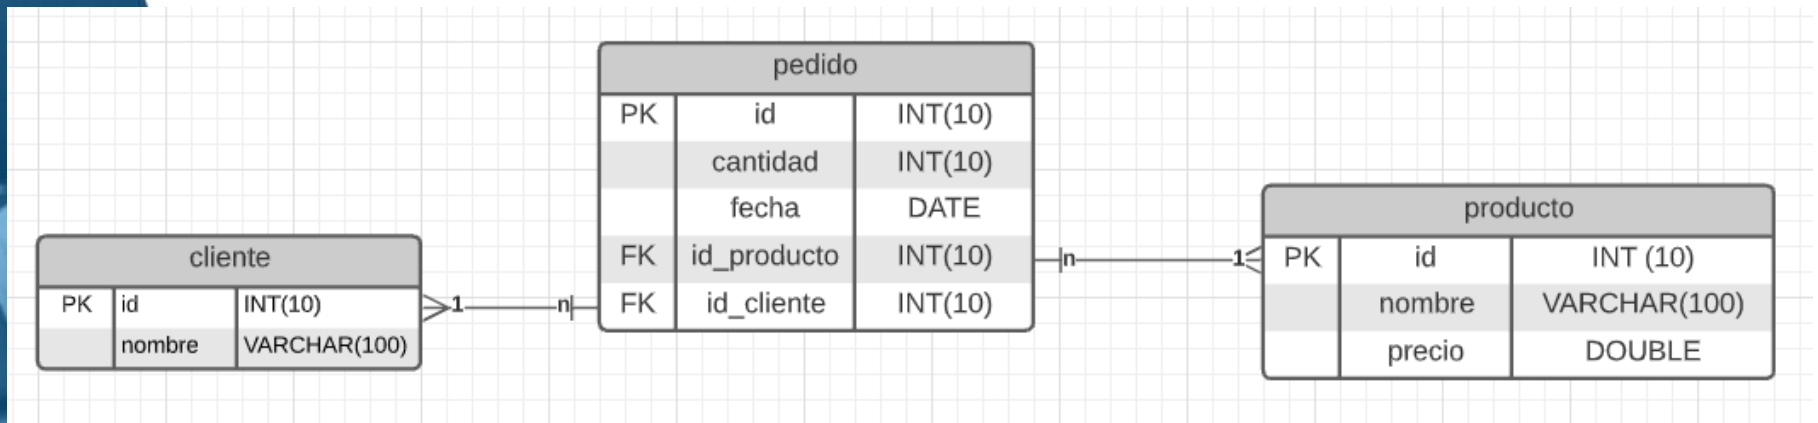 pedido
PK id INT(10)
cantidad INT(10)
fecha DATE
FK id_producto INT(10)
FK id_cliente INT(10)
cliente
PK id INT(10)
nombre VARCHAR(100)
1 n
n 1
producto
PK id INT (10)
nombre VARCHAR(100)
precio DOUBLE